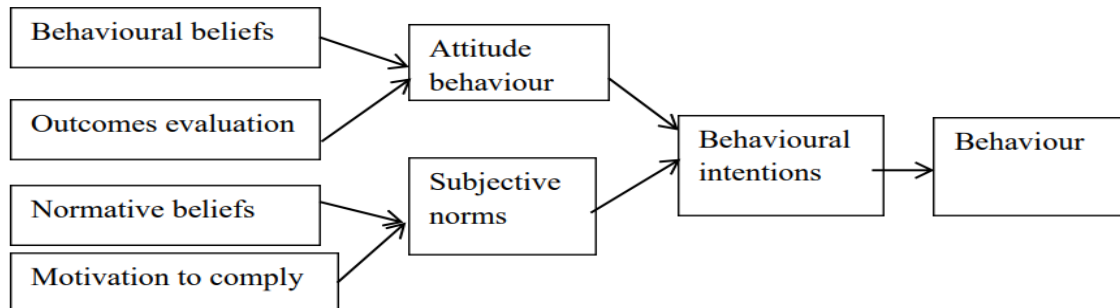 Behavioural beliefs
Outcomes evaluation
Normative beliefs
Motivation to comply
Attitude
behaviour
Subjective
norms
Behavioural
intentions
Behaviour